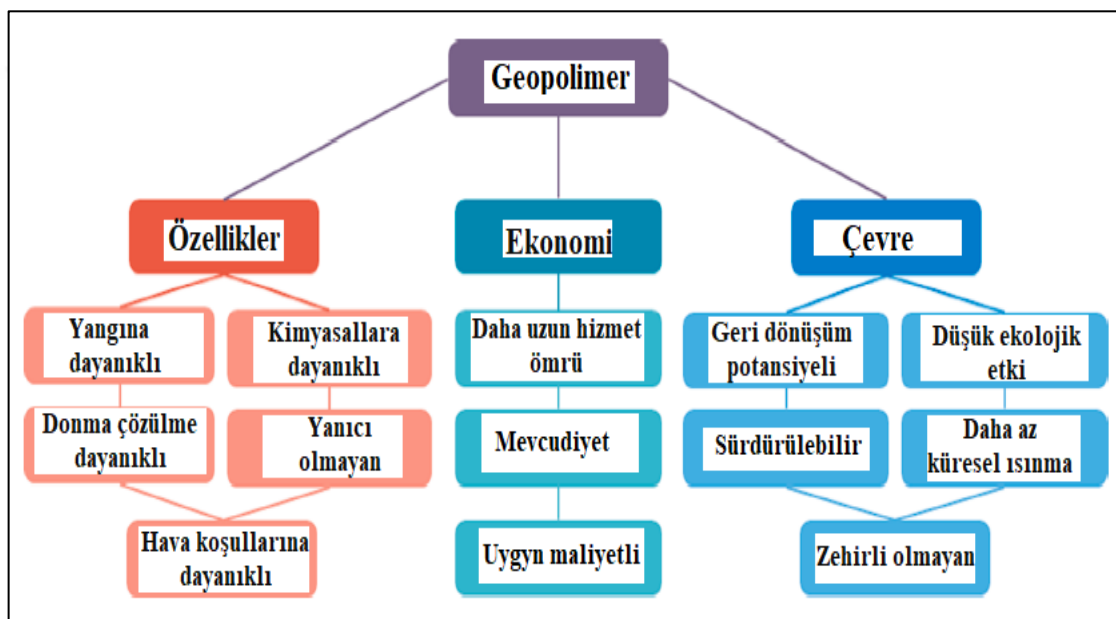 Geopolimer
Özellikler
Ekonomi
Çevre
Yangına
dayanıklı
Kimyasallara
dayanıklı
Daha uzun hizmet
ömrü
Geri dönüşüm
potansiyeli
Düşük ekolojik
etki
Donma çözülme
dayanıklı
Yanıcı
olmayan
Mevcudiyet
Sürdürülebilir
Daha az
küresel ısınma
Hava koşullarına
dayanıklı
Uygyn maliyetli
Zehirli olmayan